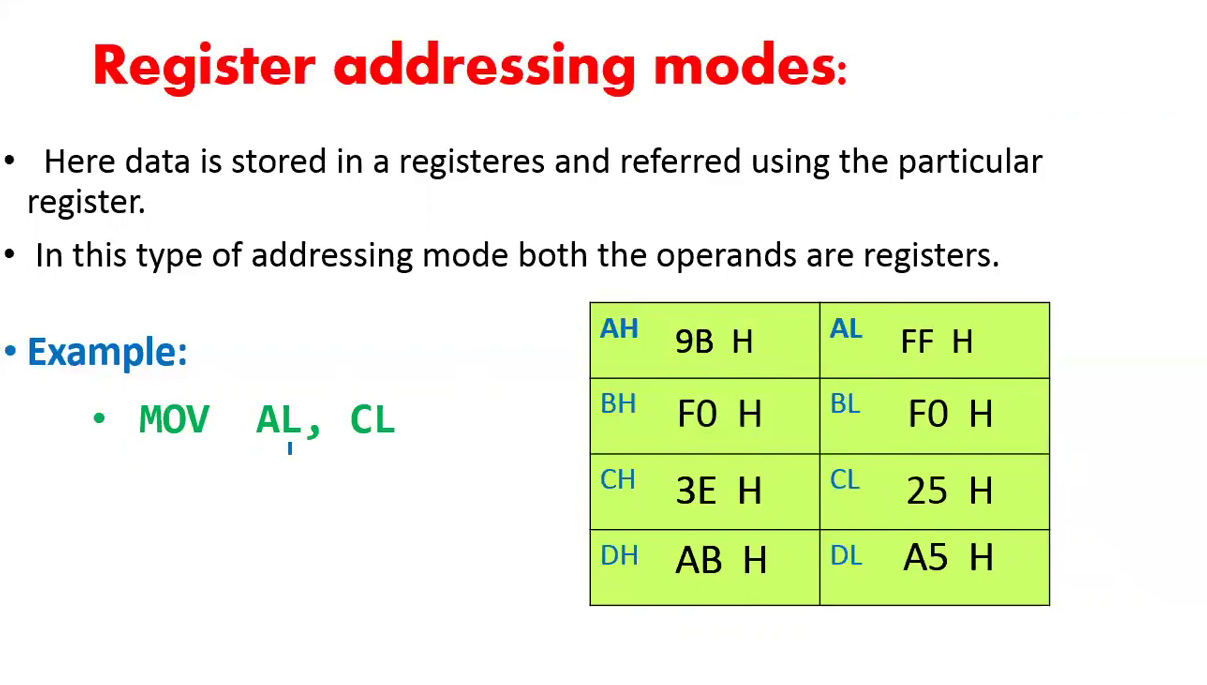 Register addressing modes:
• Here data is stored in a registeres and referred using the particular
register.
• In this type of addressing mode both the operands are registers.
• Example:
• MOV AL, CL
AH 9B H AL FF H
BH F0 H BL F0 H
CH 3E H CL 25 H
DH AB H DL A5 H